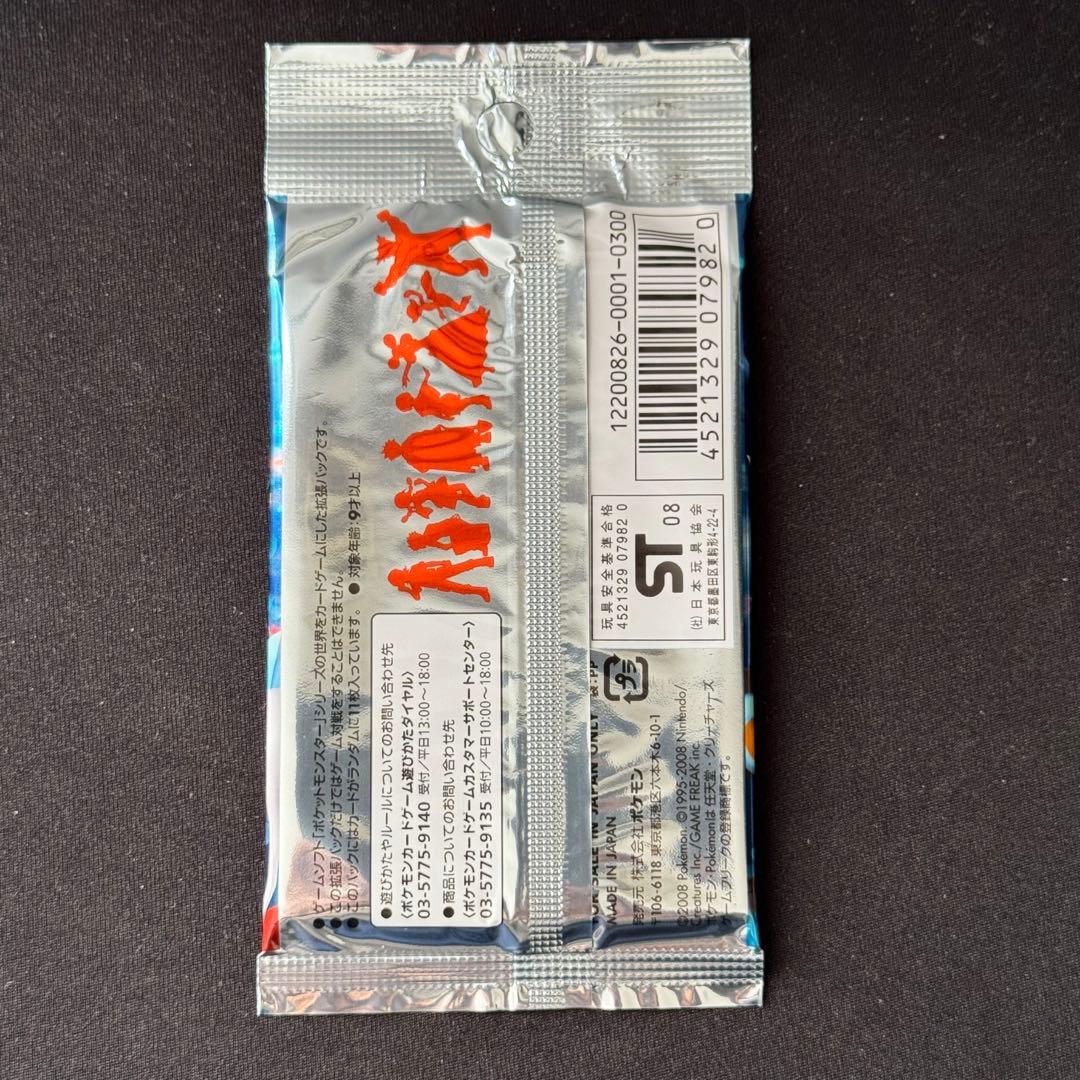 ●ゲームソフト「ポケットモンスター」シリーズの世界をカードゲームにした拡張パックです。
●この拡張パックだけではゲーム対戦をすることはできません。
●このパックにはカードがランダムに11枚入っています。 ●対象年齢:9才以上
●遊びかたやルールについてのお問い合わせ先
〈ポケモンカードゲーム遊びかたダイヤル〉
03-5775-9140 受付/平日13:00〜18:00
●商品についてのお問い合わせ先
〈ポケモンカードゲームカスタマーサポートセンター〉
03-5775-9135 受付/平日10:00〜18:00
FOR SALE IN JAPAN ONLY 袋:PP
MADE IN JAPAN
発売元 株式会社ポケモン
〒106-6118 東京都港区六本木6-10-1
プラ
©2008 Pokémon. ©1995-2008 Nintendo/
Creatures Inc./GAME FREAK inc.
ポケモン・Pokémonは 任天堂・クリーチャーズ
ゲームフリークの登録商標です。
玩具安全基準合格
4521329 07982 0
ST 08
(社) 日本玩具協会
東京都墨田区東駒形4-22-4
12200826-0001-0300
4521329 07982 0